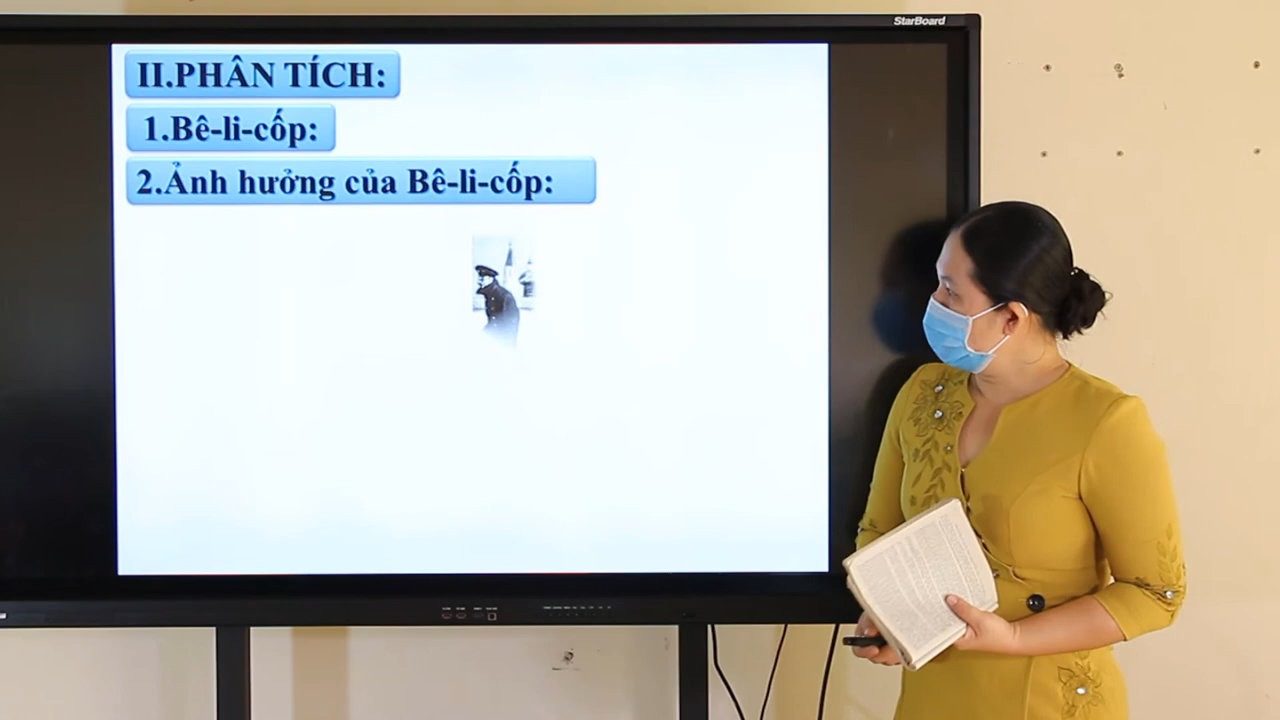 StarBoard
II.PHÂN TÍCH:
1.Bê-li-cốp:
2.Ảnh hưởng của Bê-li-cốp: